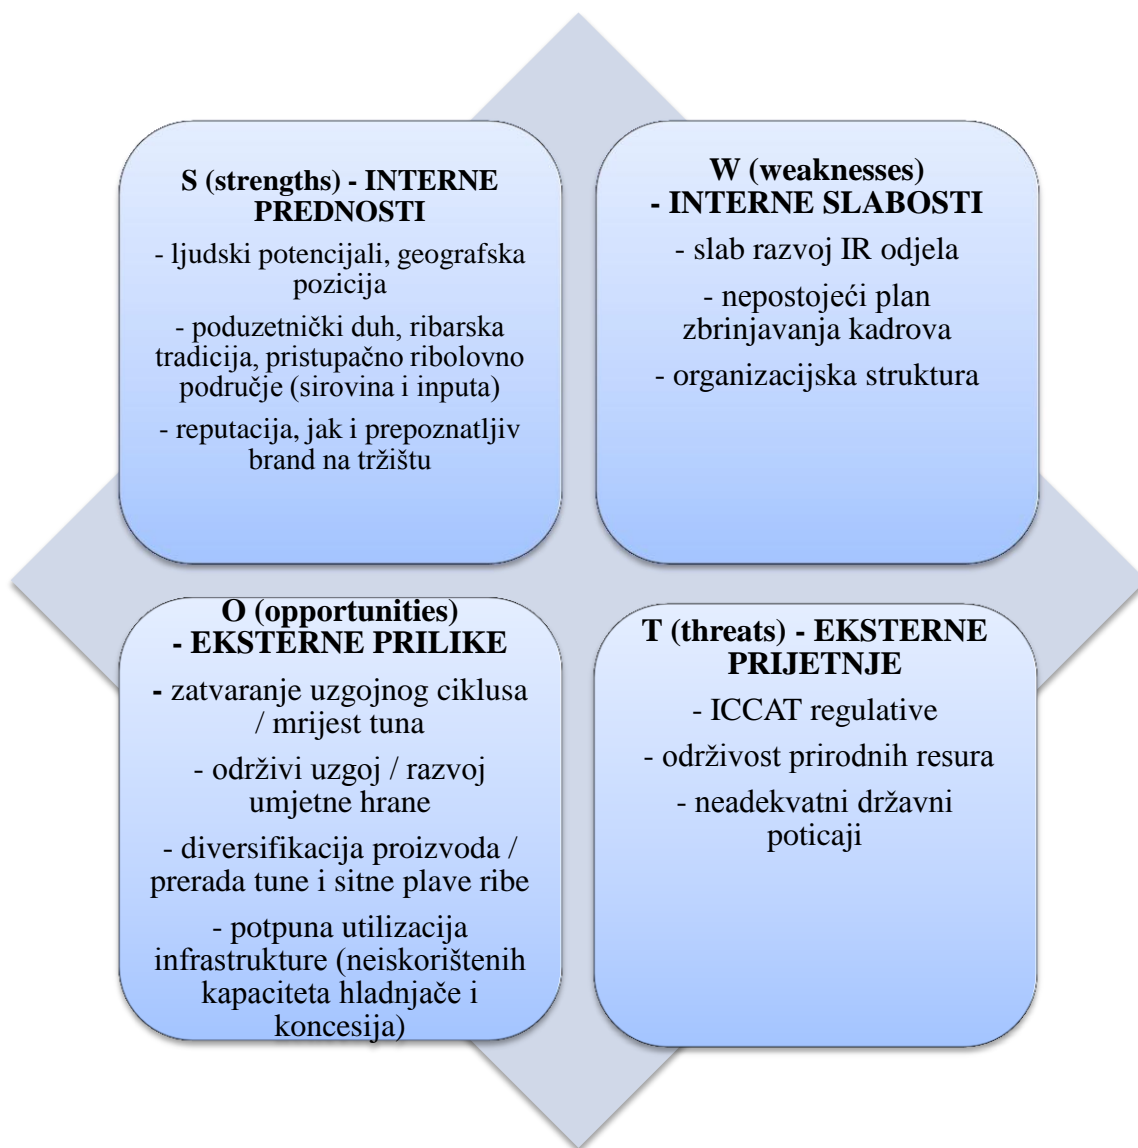 S (strengths) - INTERNE
PREDNOSTI
- ljudski potencijali, geografska
pozicija
- poduzetnički duh, ribarska
tradicija, pristupačno ribolovno
područje (sirovina i inputa)
- reputacija, jak i prepoznatljiv
brand na tržištu
W (weaknesses)
- INTERNE SLABOSTI
- slab razvoj IR odjela
- nepostojeći plan
zbrinjavanja kadrova
- organizacijska struktura
O (opportunities)
- EKSTERNE PRILIKE
- zatvaranje uzgojnog ciklusa
/ mrijest tuna
- održivi uzgoj / razvoj
umjetne hrane
- diversifikacija proizvoda /
prerada tune i sitne plave ribe
- potpuna utilizacija
infrastrukture (neiskorištenih
kapaciteta hladnjače i
koncesija)
T (threats) - EKSTERNE
PRIJETNJE
- ICCAT regulative
- održivost prirodnih resura
- neadekvatni državni
poticaji